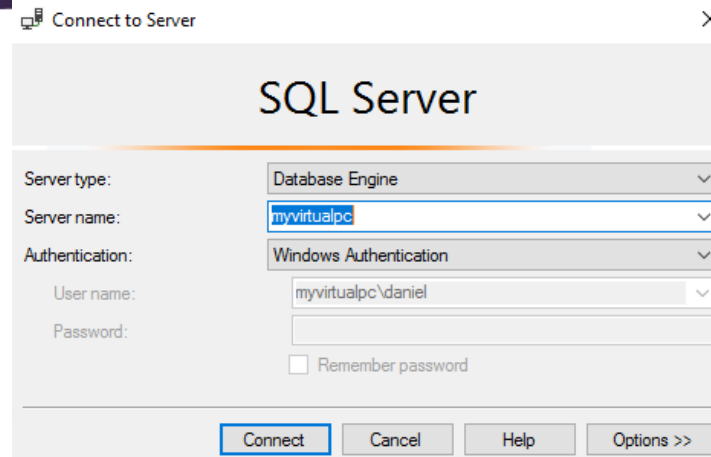 Connect to Server
SQL Server
Server type: Database Engine
Server name: myvirtualpc
Authentication: Windows Authentication
User name: myvirtualpc\daniel
Password:
Remember password
Connect Cancel Help Options >>